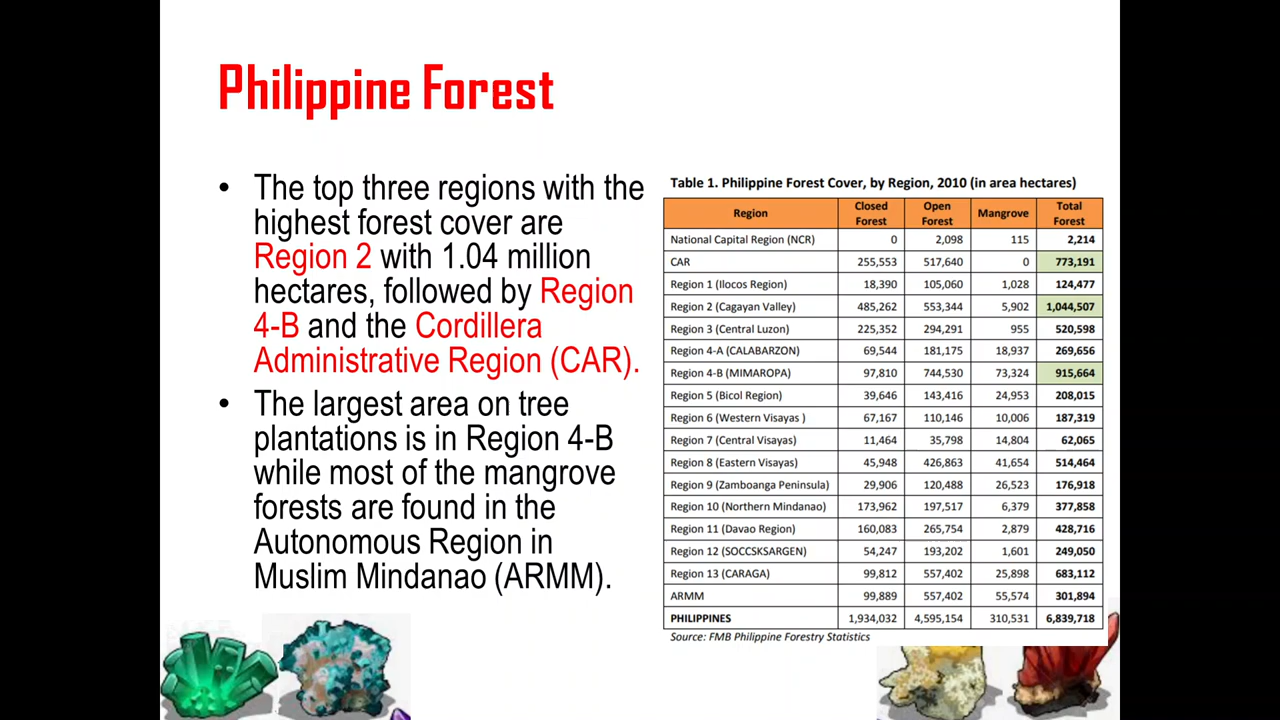 Philippine Forest
• The top three regions with the
highest forest cover are
Region 2 with 1.04 million
hectares, followed by Region
4-B and the Cordillera
Administrative Region (CAR).
• The largest area on tree
plantations is in Region 4-B
while most of the mangrove
forests are found in the
Autonomous Region in
Muslim Mindanao (ARMM).
Table 1. Philippine Forest Cover, by Region, 2010 (in area hectares)
Region Closed Forest Open Forest Mangrove Total Forest
National Capital Region (NCR) 0 2,098 115 2,214
CAR 255,553 517,640 0 773,191
Region 1 (Ilocos Region) 18,390 105,060 1,028 124,477
Region 2 (Cagayan Valley) 485,262 553,344 5,902 1,044,507
Region 3 (Central Luzon) 225,352 294,291 955 520,598
Region 4-A (CALABARZON) 69,544 181,175 18,937 269,656
Region 4-B (MIMAROPA) 97,810 744,530 73,324 915,664
Region 5 (Bicol Region) 39,646 143,416 24,953 208,015
Region 6 (Western Visayas ) 67,167 110,146 10,006 187,319
Region 7 (Central Visayas) 11,464 35,798 14,804 62,065
Region 8 (Eastern Visayas) 45,948 426,863 41,654 514,464
Region 9 (Zamboanga Peninsula) 29,906 120,488 26,523 176,918
Region 10 (Northern Mindanao) 173,962 197,517 6,379 377,858
Region 11 (Davao Region) 160,083 265,754 2,879 428,716
Region 12 (SOCCSKSARGEN) 54,247 193,202 1,601 249,050
Region 13 (CARAGA) 99,812 557,402 25,898 683,112
ARMM 99,889 557,402 55,574 301,894
PHILIPPINES 1,934,032 4,595,154 310,531 6,839,718
Source: FMB Philippine Forestry Statistics